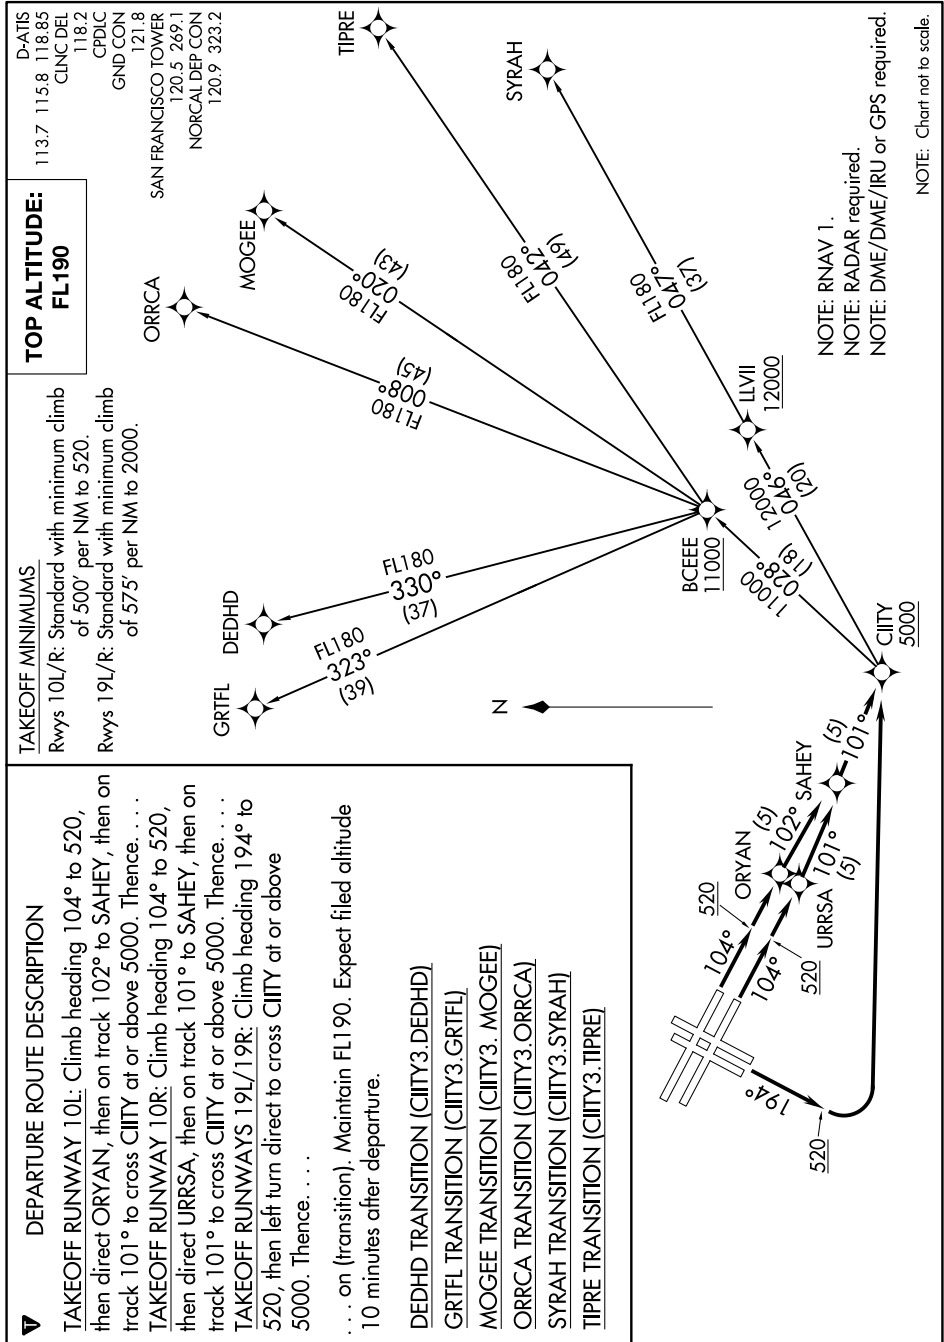 DEPARTURE ROUTE DESCRIPTION
TAKEOFF RUNWAY 10L: Climb heading 104° to 520,
then direct ORYAN, then on track 102° to SAHEY, then on
track 101° to cross CIITY at or above 5000. Thence. . . .
TAKEOFF RUNWAY 10R: Climb heading 104° to 520,
then direct URRSA, then on track 101° to SAHEY, then on
track 101° to cross CIITY at or above 5000. Thence. . . .
TAKEOFF RUNWAYS 19L/19R: Climb heading 194° to
520, then left turn direct to cross CIITY at or above
5000. Thence. . . .
. . . on (transition). Maintain FL190. Expect filed altitude
10 minutes after departure.
DEDHD TRANSITION (CIITY3.DEDHD)
GRTFL TRANSITION (CIITY3.GRTFL)
MOGEE TRANSITION (CIITY3. MOGEE)
ORRCA TRANSITION (CIITY3.ORRCA)
SYRAH TRANSITION (CIITY3.SYRAH)
TIPRE TRANSITION (CIITY3.TIPRE)
TAKEOFF MINIMUMS
Rwys 10L/R: Standard with minimum climb
of 500' per NM to 520.
Rwys 19L/R: Standard with minimum climb
of 575' per NM to 2000.
TOP ALTITUDE:
FL190
D-ATIS
113.7 115.8 118.85
CLNC DEL
118.2
CPDLC
GND CON
121.8
SAN FRANCISCO TOWER
120.5 269.1
NORCAL DEP CON
120.9 323.2
GRTFL
DEDHD
ORRCA
MOGEE
TIPRE
SYRAH
FL180
323°
(39)
FL180
330°
(37)
FL180
008°
(45)
FL180
020°
(43)
FL180
042°
(49)
FL180
047°
(37)
N
BCEEE
11000
LLVII
12000
11000
028°
(18)
12000
046°
(20)
CIITY
5000
SAHEY
(5)
101°
ORYAN
(5)
102°
URRSA
101°
(5)
520
104°
104°
520
194°
520
NOTE: RNAV 1.
NOTE: RADAR required.
NOTE: DME/DME/IRU or GPS required.
NOTE: Chart not to scale.
T